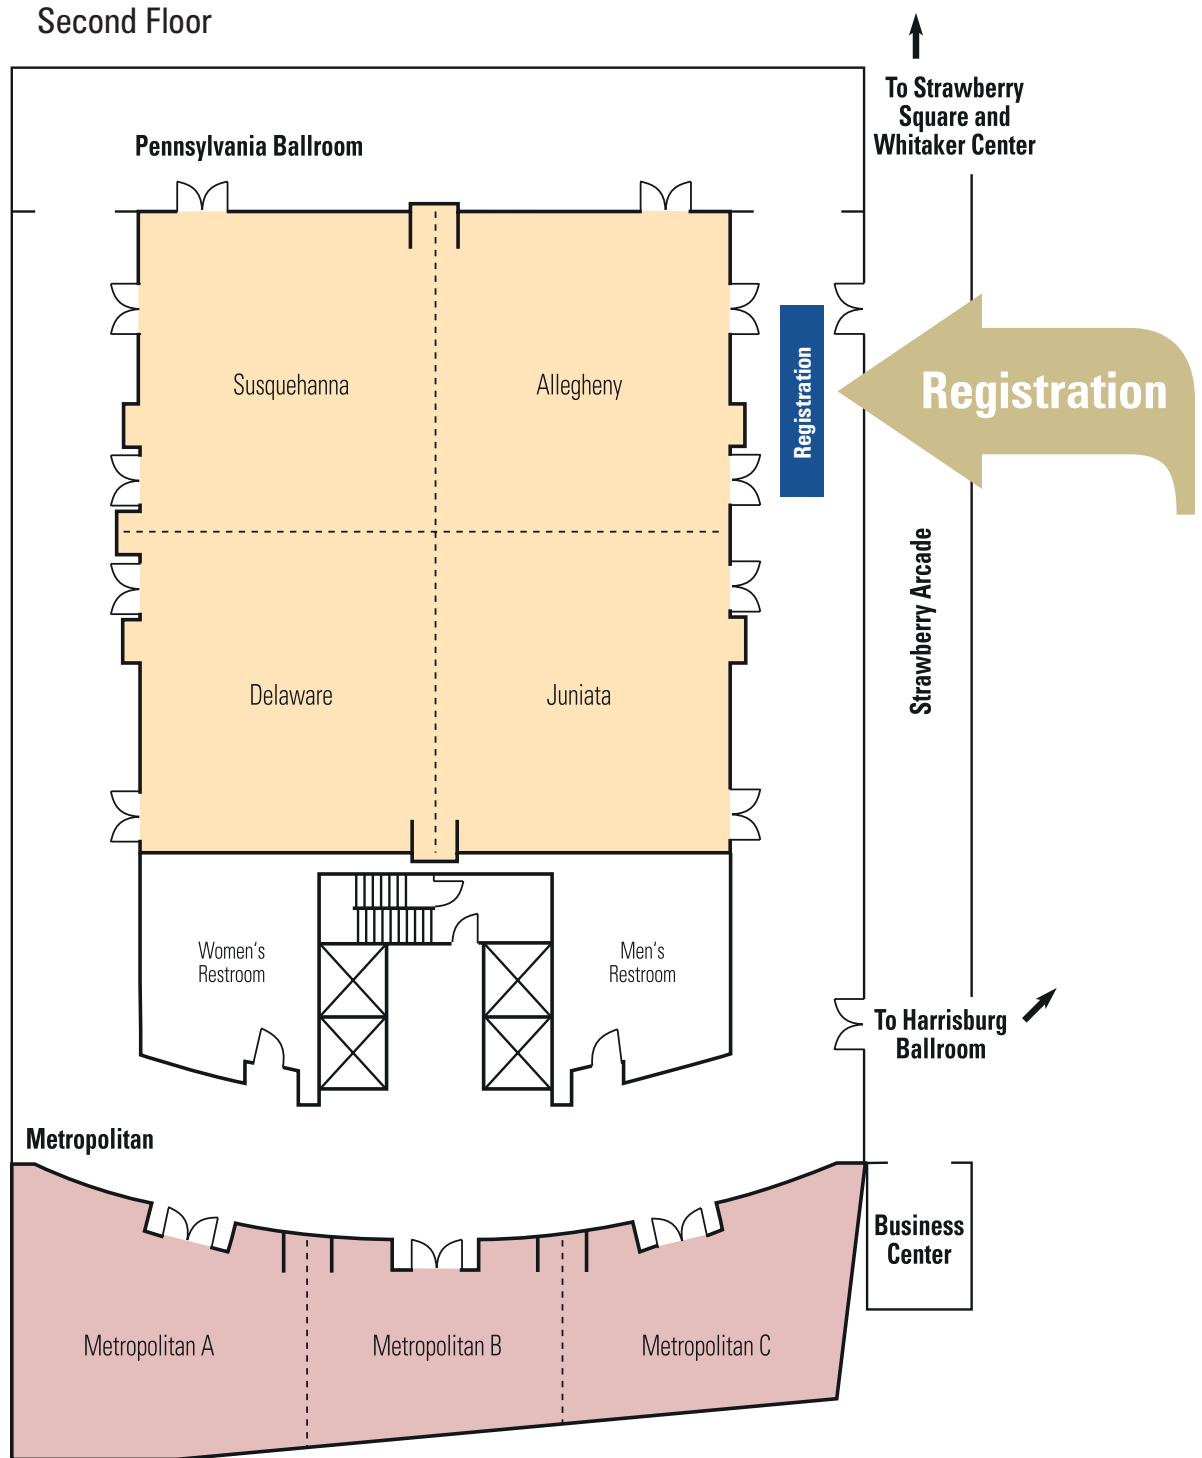 Second Floor
To Strawberry
Square and
Whitaker Center
Pennsylvania Ballroom
Susquehanna
Allegheny
Registration
Registration
Strawberry Arcade
Delaware
Juniata
Women's
Restroom
Men's
Restroom
To Harrisburg
Ballroom
Metropolitan
Business
Center
Metropolitan A
Metropolitan B
Metropolitan C